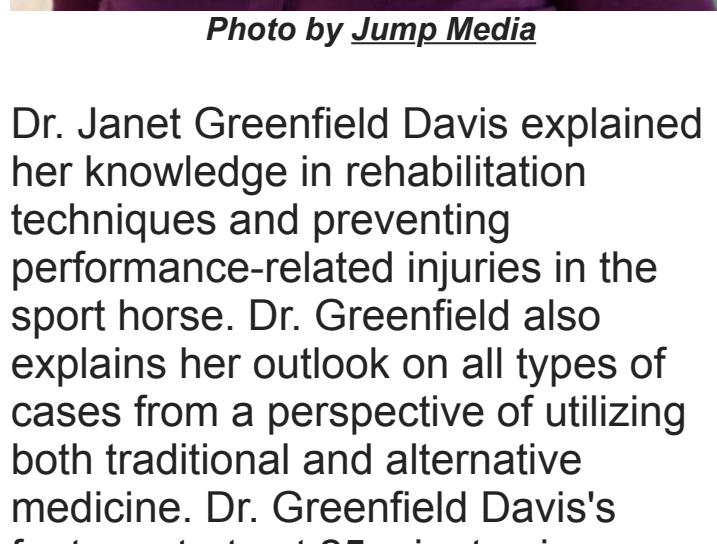 Photo by Jump Media
Dr. Janet Greenfield Davis explained
her knowledge in rehabilitation
techniques and preventing
performance-related injuries in the
sport horse. Dr. Greenfield also
explains her outlook on all types of
cases from a perspective of utilizing
both traditional and alternative
medicine. Dr. Greenfield Davis's